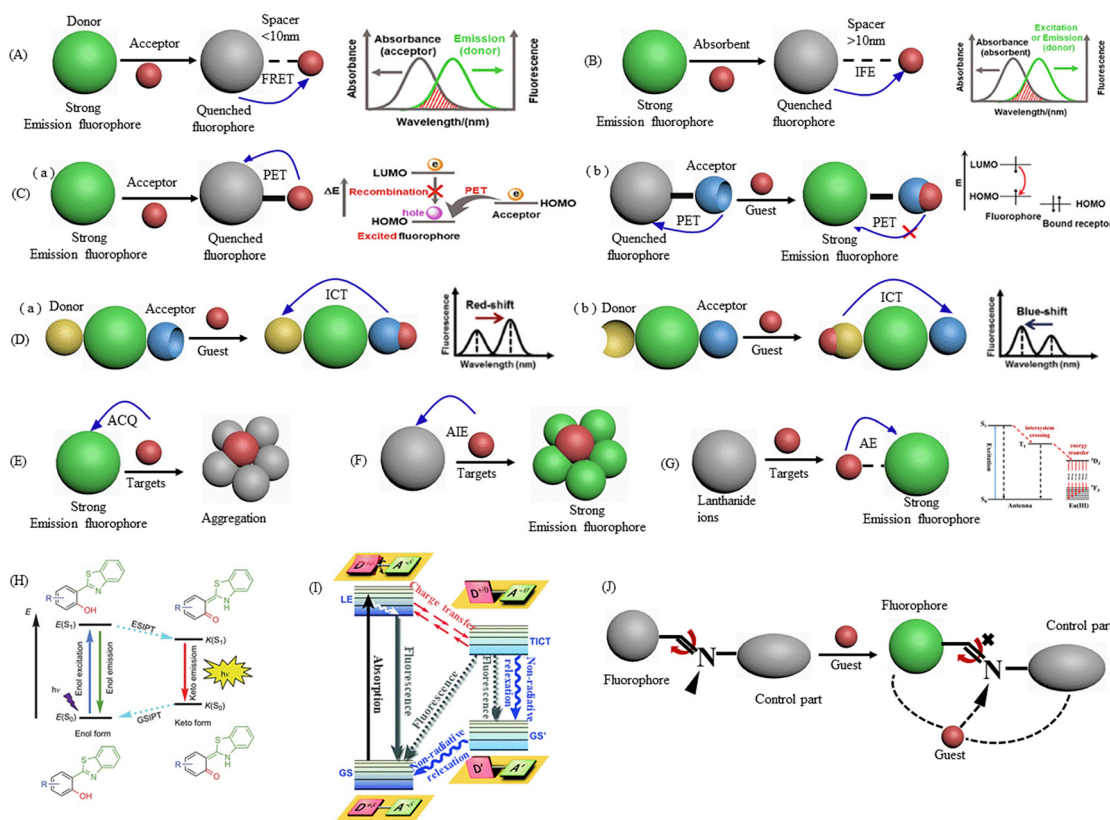 (A)
Donor
Acceptor
Spacer
<10nm
FRET
Strong
Emission fluorophore
Quenched
fluorophore
Absorbance
(acceptor)
Emission
(donor)
Absorbance
Fluorescence
Wavelength/(nm)
(B)
Absorbent
Spacer
>10nm
IFE
Strong
Emission fluorophore
Quenched
fluorophore
Absorbance
(absorbent)
Excitation
or Emission
(donor)
Absorbance
Fluorescence
Wavelength/(nm)
(C)
(a)
Acceptor
PET
Strong
Emission fluorophore
Quenched
fluorophore
ΔE
LUMO
e
Recombination
PET
e
hole
HOMO
HOMO
Acceptor
Excited fluorophore
(b)
Acceptor
PET
Guest
PET
Quenched
fluorophore
Strong
Emission fluorophore
E
LUMO
HOMO
Fluorophore
HOMO
Bound receptor
(D)
(a)
Donor
Acceptor
Guest
ICT
Red-shift
Fluorescence
Wavelength (nm)
(b)
Donor
Acceptor
Guest
ICT
Blue-shift
Fluorescence
Wavelength (nm)
(E)
ACQ
Targets
Strong
Emission fluorophore
Aggregation
(F)
AIE
Targets
Strong
Emission fluorophore
(G)
Lanthanide
ions
Targets
AE
Strong
Emission fluorophore
S1
intersystem
crossing
T1
energy
transfer
Excitation
S0
Antenna
Eu(III)
(H)
S
N
R
OH
S
N
H
R
O
E
E(S1)
ESIPT
K(S1)
Enol excitation
Enol emission
Keto emission
hν
hν
E(S0)
GSIPT
K(S0)
Enol form
Keto form
S
N
R
OH
S
N
H
R
O
(I)
LE
Charge transfer
TICT
Absorption
Fluorescence
Fluorescence
Fluorescence
Non-radiative
relaxation
GS'
Non-radiative
relaxation
GS
D'
A'
(J)
N
Fluorophore
Control part
Guest
Fluorophore
Control part
N
Guest